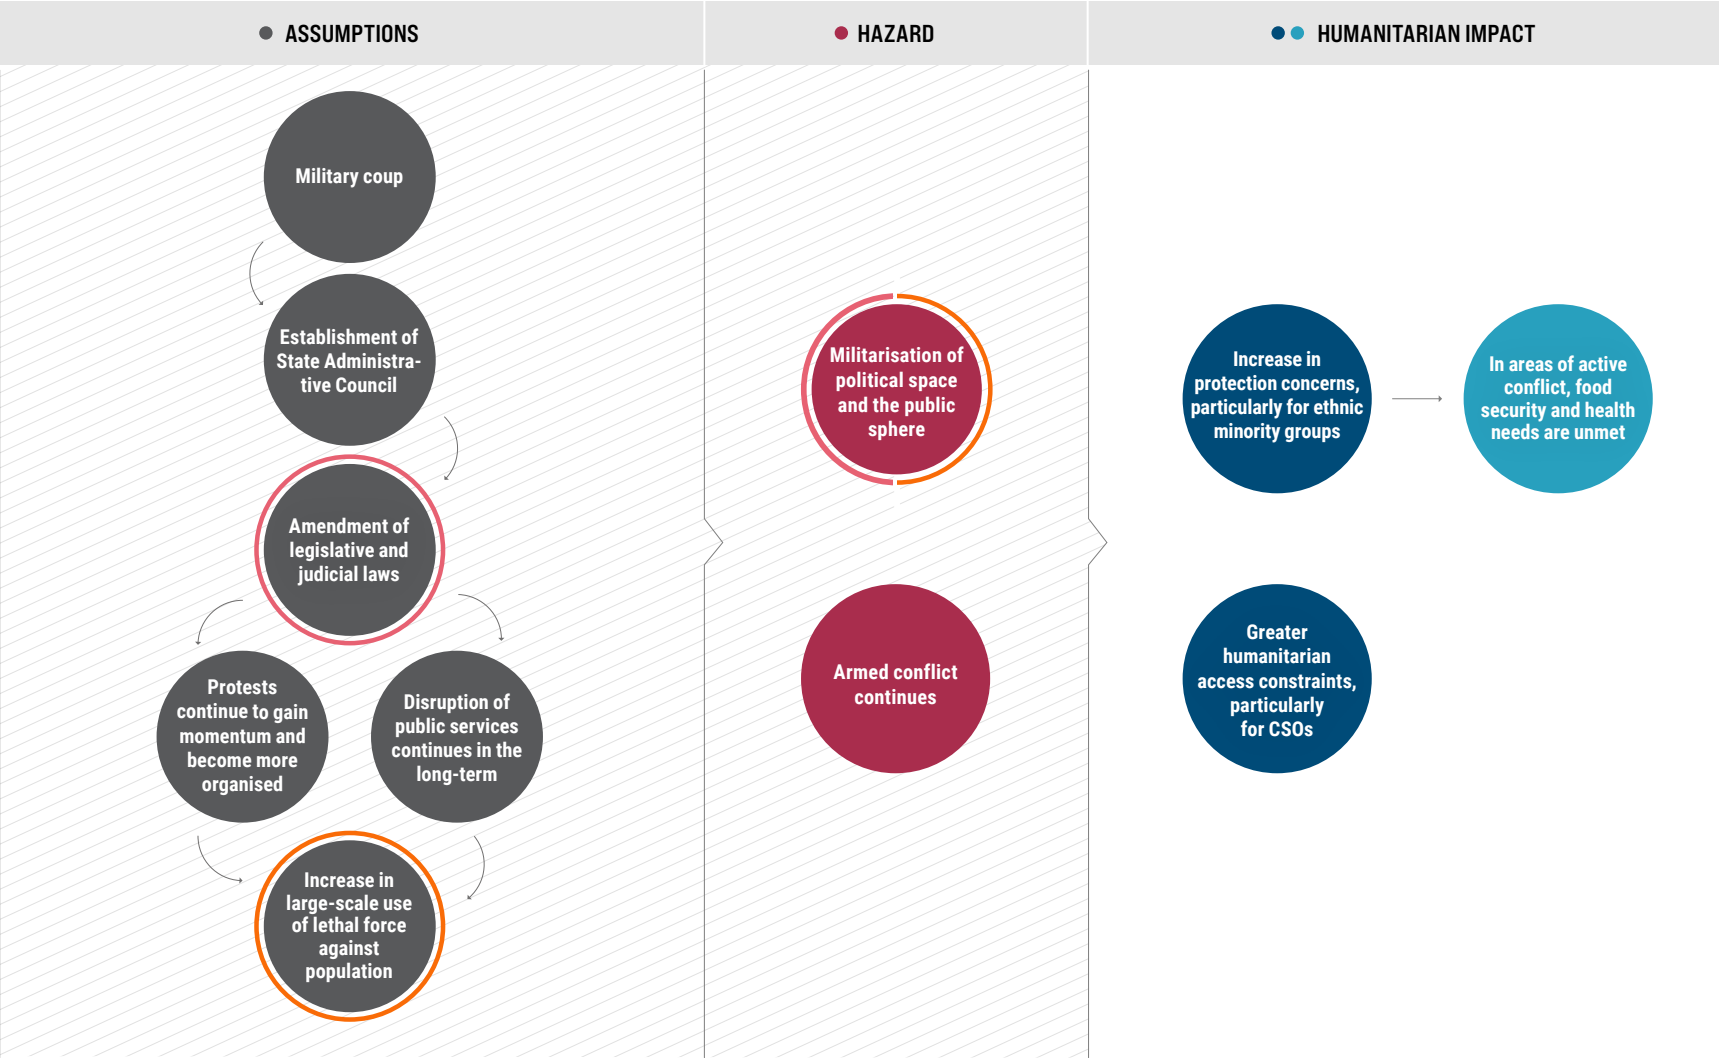 ASSUMPTIONS
HAZARD
HUMANITARIAN IMPACT
Military coup
Establishment of
State Administra-
tive Council
Amendment of
legislative and
judicial laws
Protests
continue to gain
momentum and
become more
organised
Disruption of
public services
continues in the
long-term
Increase in
large-scale use
of lethal force
against
population
Militarisation of
political space
and the public
sphere
Armed conflict
continues
Increase in
protection concerns,
particularly for ethnic
minority groups
In areas of active
conflict, food
security and health
needs are unmet
Greater
humanitarian
access constraints,
particularly
for CSOs